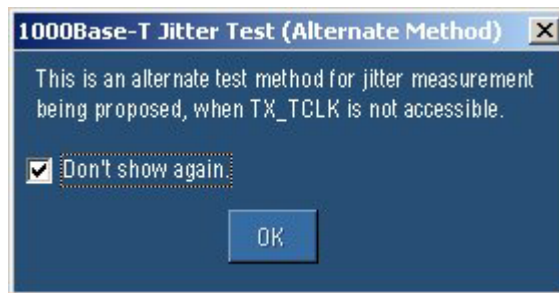 1000Base-T Jitter Test (Alternate Method)
This is an alternate test method for jitter measurement
being proposed, when TX_TCLK is not accessible.
Don't show again.
OK